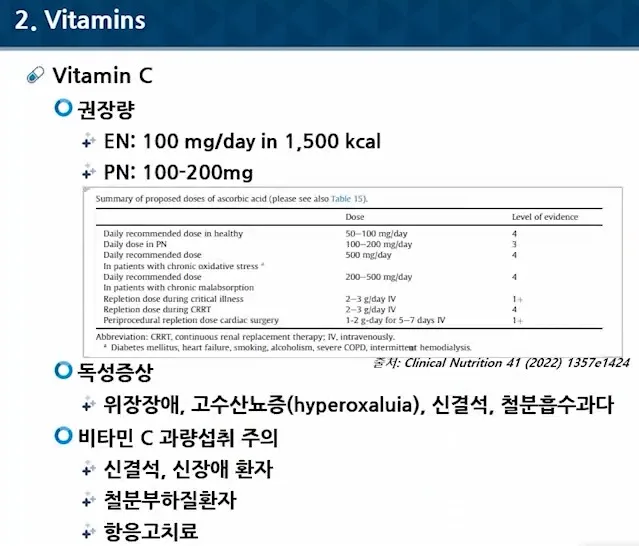 2. Vitamins
Vitamin C
권장량
EN: 100 mg/day in 1,500 kcal
PN: 100-200mg
Summary of proposed doses of ascorbic acid (please see also Table 15).
Dose Level of evidence
Daily recommended dose in healthy 50–100 mg/day 4
Daily dose in PN 100–200 mg/day 3
Daily recommended dose 500 mg/day 4
In patients with chronic oxidative stress a
Daily recommended dose 200–500 mg/day 4
In patients with chronic malabsorption
Repletion dose during critical illness 2–3 g/day IV 1+
Repletion dose during CRRT 2–3 g/day IV 4
Periprocedural repletion dose cardiac surgery 1-2 g-day for 5–7 days IV 1+
Abbreviation: CRRT, continuous renal replacement therapy; IV, intravenously.
a Diabetes mellitus, heart failure, smoking, alcoholism, severe COPD, intermittent hemodialysis.
출처: Clinical Nutrition 41 (2022) 1357e1424
독성증상
위장장애, 고수산뇨증(hyperoxaluia), 신결석, 철분흡수과다
비타민 C 과량섭취 주의
신결석, 신장애 환자
철분부하질환자
항응고치료